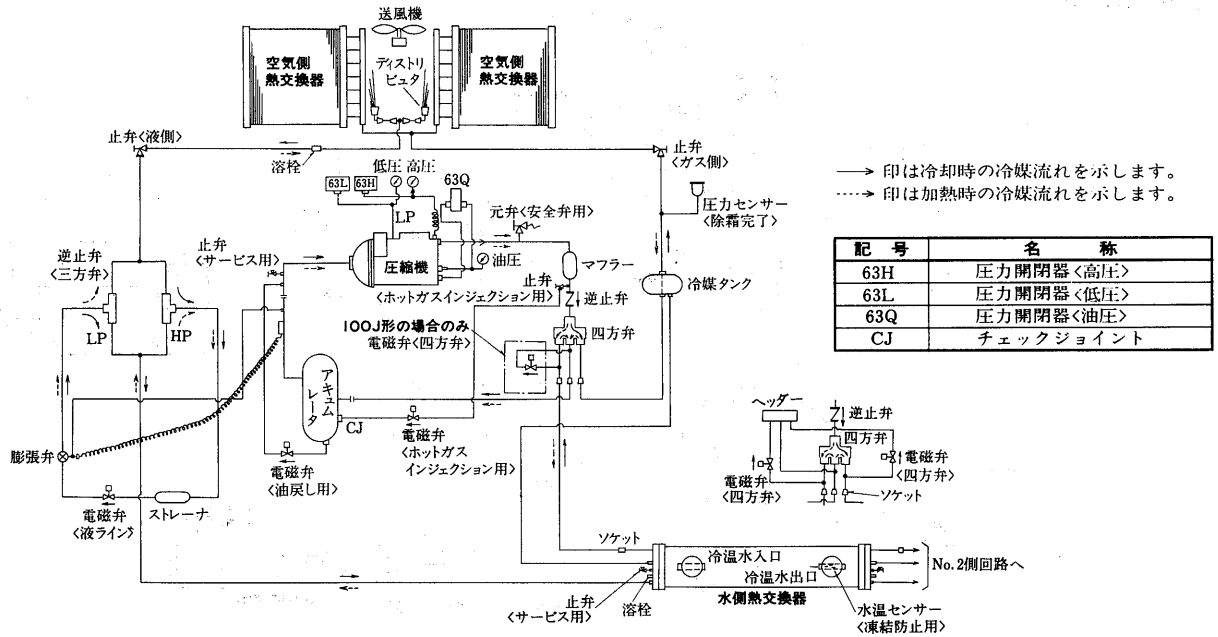 送風機
空気側
熱交換器
ディストリ
ビュタ
空気側
熱交換器
止弁<液側>
溶栓
低圧 高圧
63L
63H
63Q
LP
止弁
<ガス側>
圧力センサー
<除霜完了>
→ 印は冷却時の冷媒流れを示します。
---→ 印は加熱時の冷媒流れを示します。
元弁<安全弁用>
止弁
<サービス用>
逆止弁
<三方弁>
圧縮機
油圧
マフラー
冷媒タンク
止弁
<ホットガスインジェクション用>
逆止弁
LP
HP
100J形の場合のみ
電磁弁<四方弁>
四方弁
記号 名称
63H 圧力開閉器<高圧>
63L 圧力開閉器<低圧>
63Q 圧力開閉器<油圧>
CJ チェックジョイント
アキュム
レータ
CJ
電磁弁
<ホットガス
インジェクション用>
膨張弁
電磁弁
<油戻し用>
電磁弁
<液ライン>
ストレーナ
ヘッダー
逆止弁
四方弁
電磁弁
<四方弁>
電磁弁
<四方弁>
ソケット
ソケット
冷温水入口
冷温水出口
No.2側回路へ
水側熱交換器
止弁
<サービス用>
溶栓
水温センサー
<凍結防止用>